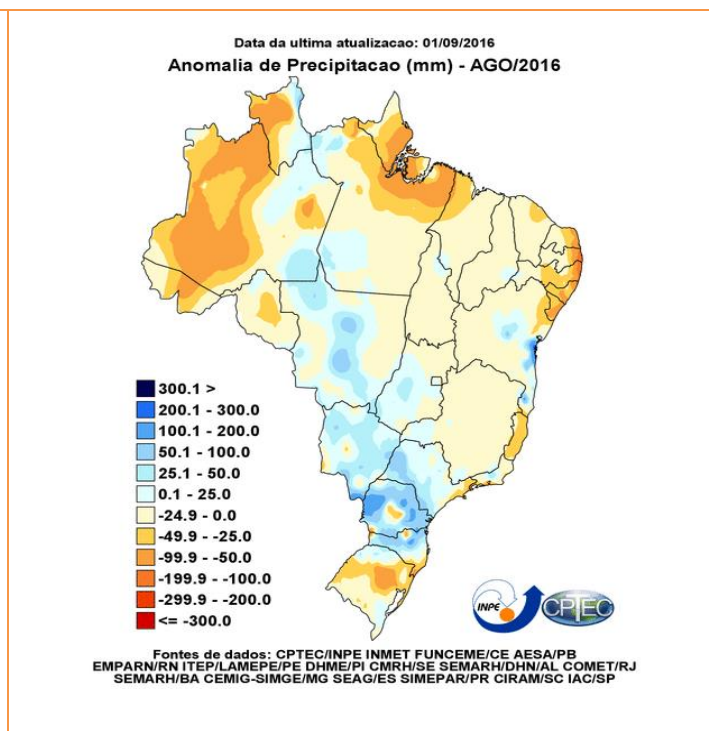 Data da ultima atualizacao: 01/09/2016
Anomalia de Precipitacao (mm) - AGO/2016
300.1 >
200.1 - 300.0
100.1 - 200.0
50.1 - 100.0
25.1 - 50.0
0.1 - 25.0
-24.9 - 0.0
-49.9 - -25.0
-99.9 - -50.0
-199.9 - -100.0
-299.9 - -200.0
<= -300.0
INPE
CPTEC
Fontes de dados: CPTEC/INPE INMET FUNCEME/CE AESA/PB
EMPARN/RN ITEP/LAMEPE/PE DHME/PI CMRH/SE SEMARH/DHN/AL COMET/RJ
SEMARH/BA CEMIG-SIMGE/MG SEAG/ES SIMEPAR/PR CIRAM/SC IAC/SP